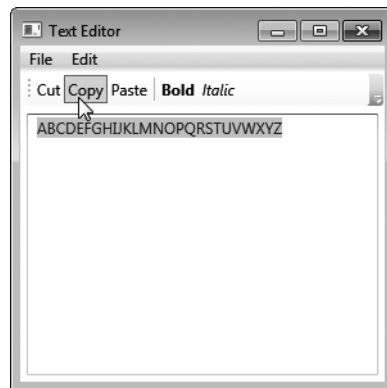 Text Editor
File Edit
Cut Copy Paste Bold Italic
ABCDEFGHIJKLMNOPQRSTUVWXYZ